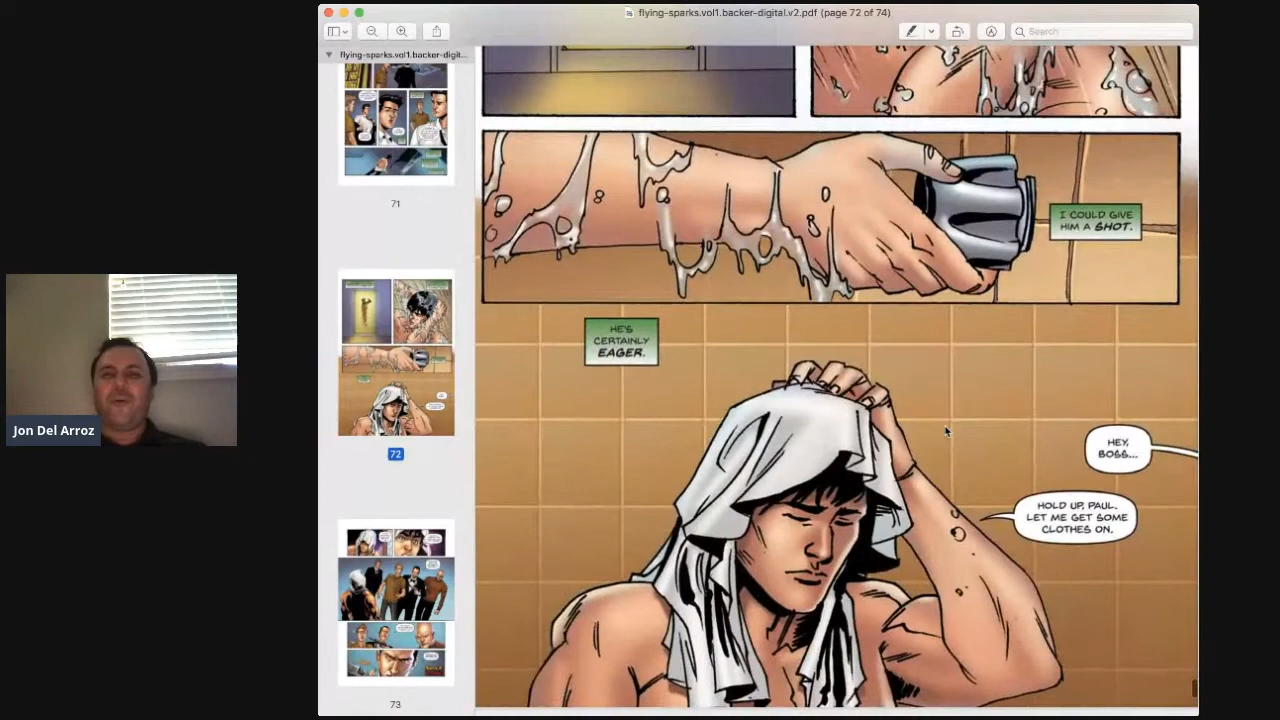 flying-sparks.vol1.backer-digital.v2.pdf (page 72 of 74)
Search
flying-sparks.vol1.backer-digit...
71
72
73
Jon Del Arroz
I COULD GIVE
HIM A SHOT.
HE'S
CERTAINLY
EAGER.
HEY,
BOSS...
HOLD UP, PAUL.
LET ME GET SOME
CLOTHES ON.